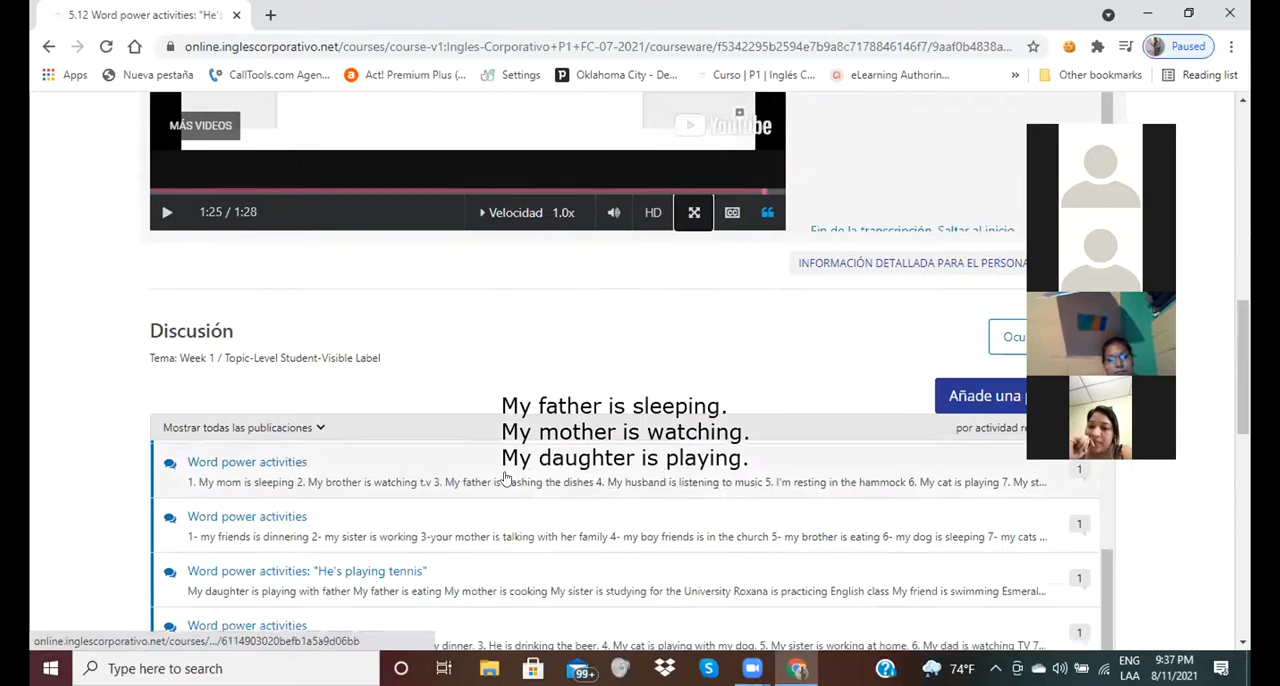 5.12 Word power activities: "He's
online.inglescorporativo.net/courses/course-v1:Ingles-Corporativo+P1+FC-07-2021/courseware/f5342295b2594e7b9a8c7178846146f7/9aaf0b4838a...
Paused
Apps
Nueva pestaña
CallTools.com Agen...
Act! Premium Plus (...
Settings
Oklahoma City - De...
Curso | P1 | Inglés C...
eLearning Authorin...
»
Other bookmarks
Reading list
MÁS VIDEOS
YouTube
1:25 / 1:28
Velocidad 1.0x
HD
CC
Fin de la transcripción. Saltar al inicio
INFORMACIÓN DETALLADA PARA EL PERSONA
Discusión
Ocu
Tema: Week 1 / Topic-Level Student-Visible Label
Añade una
My father is sleeping.
My mother is watching.
My daughter is playing.
Mostrar todas las publicaciones
por actividad re
Word power activities
1
1. My mom is sleeping 2. My brother is watching t.v 3. My father is washing the dishes 4. My husband is listening to music 5. I'm resting in the hammock 6. My cat is playing 7. My st...
Word power activities
1
1- my friends is dinnering 2- my sister is working 3-your mother is talking with her family 4- my boy friends is in the church 5- my brother is eating 6- my dog is sleeping 7- my cats ...
Word power activities: "He's playing tennis"
1
My daughter is playing with father My father is eating My mother is cooking My sister is studying for the University Roxana is practicing English class My friend is swimming Esmeral...
Word power activities
1
y dinner. 3. He is drinking the beer. 4. My cat is playing with my dog. 5. My sister is working at home. 6. My dad is watching TV 7...
online.inglescorporativo.net/courses/.../6114903020befb1a5a9d06bb
Type here to search
99+
74°F
ENG
LAA
9:37 PM
8/11/2021